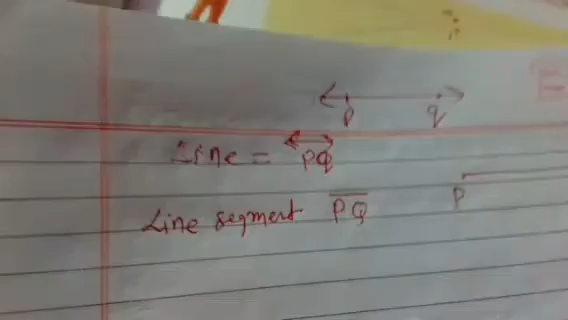 P q
Line = PQ
P
Line segment PQ